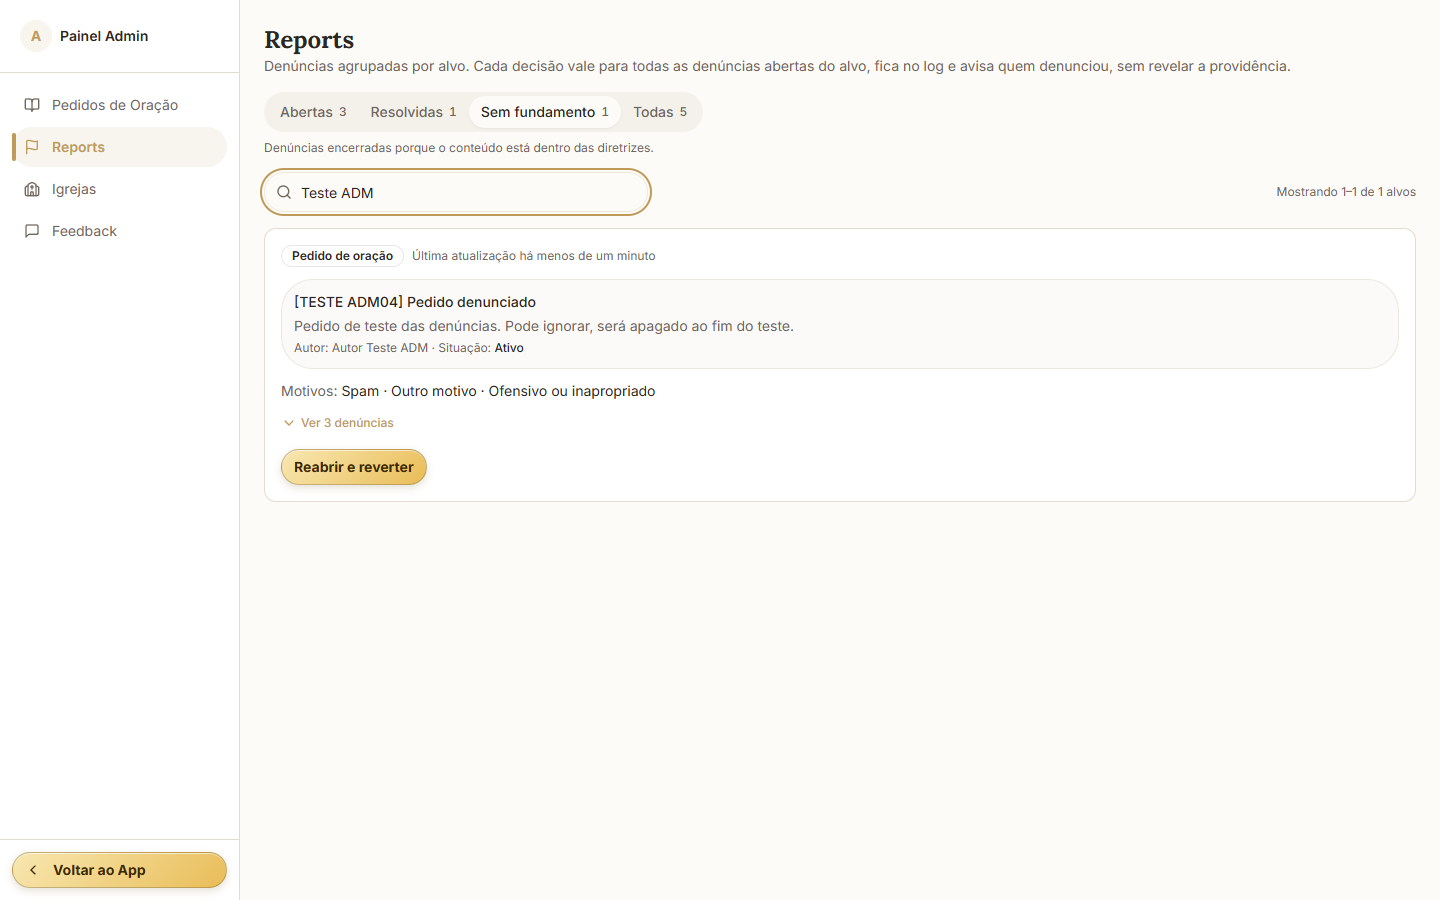 A Painel Admin
Pedidos de Oração
Reports
Igrejas
Feedback
Voltar ao App
Reports
Denúncias agrupadas por alvo. Cada decisão vale para todas as denúncias abertas do alvo, fica no log e avisa quem denunciou, sem revelar a providência.
Abertas 3 Resolvidas 1 Sem fundamento 1 Todas 5
Denúncias encerradas porque o conteúdo está dentro das diretrizes.
Teste ADM
Mostrando 1–1 de 1 alvos
Pedido de oração Última atualização há menos de um minuto
[TESTE ADM04] Pedido denunciado
Pedido de teste das denúncias. Pode ignorar, será apagado ao fim do teste.
Autor: Autor Teste ADM · Situação: Ativo
Motivos: Spam · Outro motivo · Ofensivo ou inapropriado
Ver 3 denúncias
Reabrir e reverter